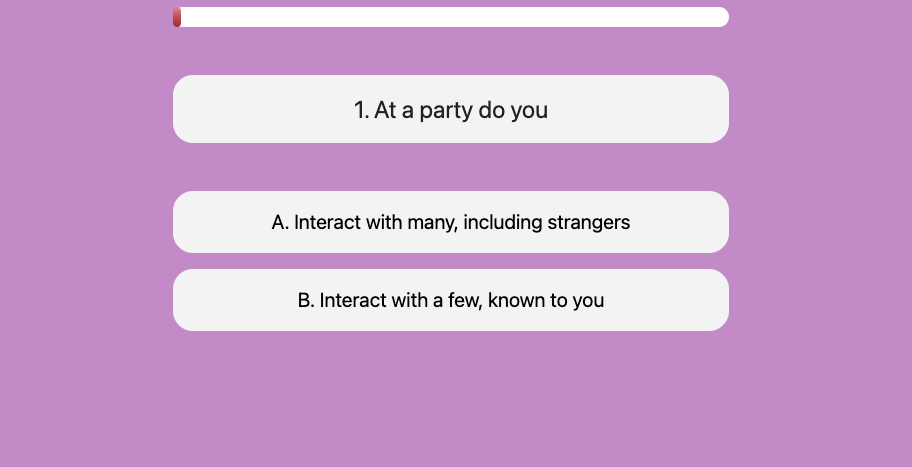 1. At a party do you
A. Interact with many, including strangers
B. Interact with a few, known to you